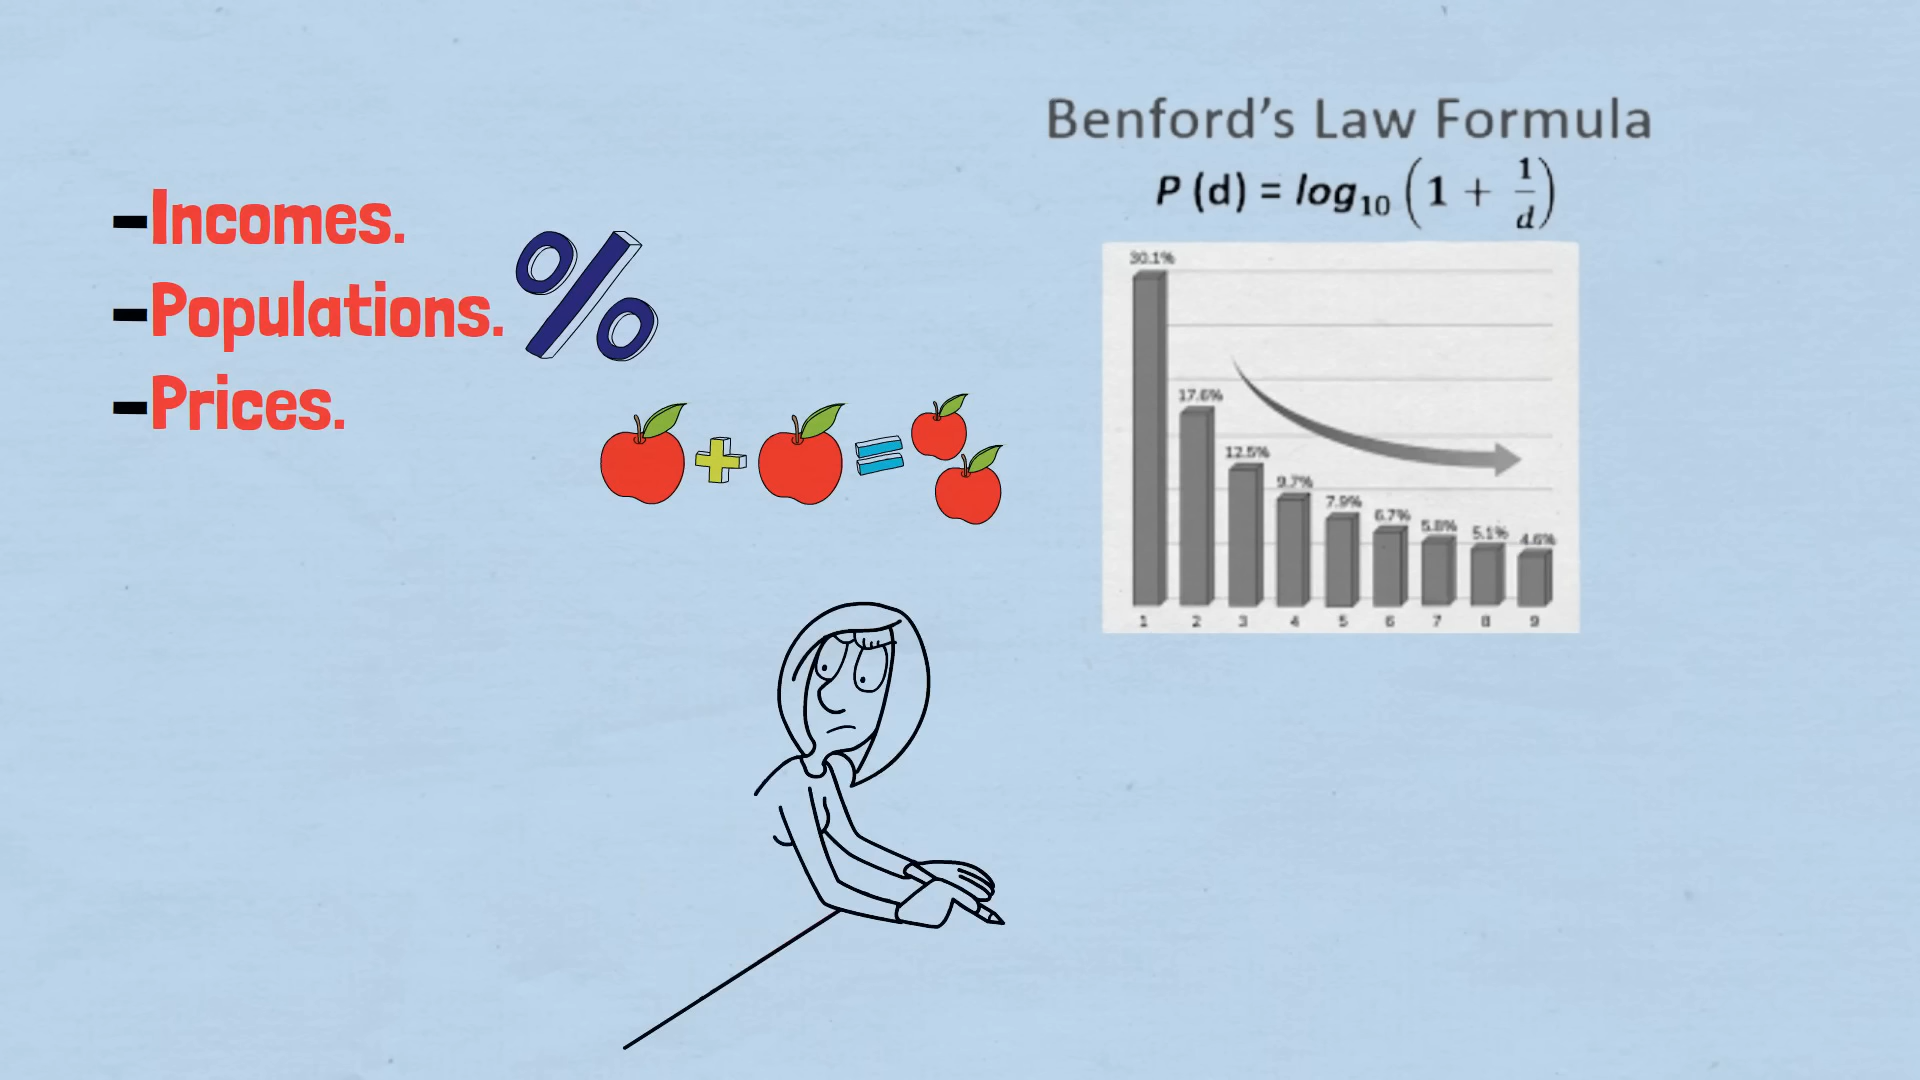 -Incomes.
-Populations.
-Prices.
%
+ =
Benford's Law Formula
P (d) = log₁₀ (1 + 1/d)
30.1%
17.6%
12.5%
9.7%
7.9%
6.7%
5.8%
5.1%
4.6%
1 2 3 4 5 6 7 8 9